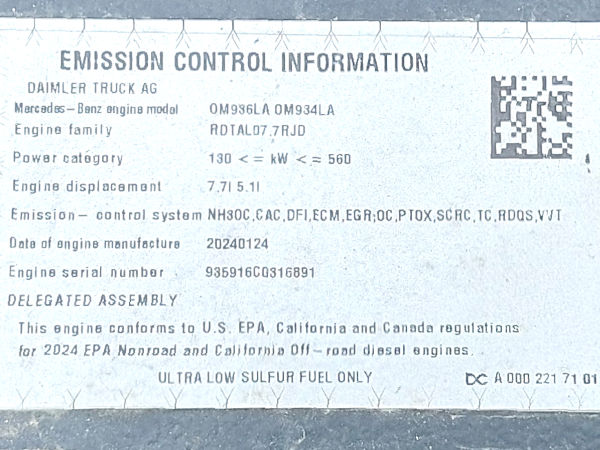 EMISSION CONTROL INFORMATION
DAIMLER TRUCK AG
Mercedes-Benz engine model OM936LA OM934LA
Engine family RDTAL07.7RJD
Power category 130 < = kW < = 560
Engine displacement 7.7l 5.1l
Emission- control system NH3OC,CAC,DFI,ECM,EGR;OC,PTOX,SCRC,TC,RDQS,VVT
Date of engine manufacture 20240124
Engine serial number 935916C0316891
DELEGATED ASSEMBLY
This engine conforms to U.S. EPA, California and Canada regulations
for 2024 EPA Nonroad and California Off-road diesel engines.
ULTRA LOW SULFUR FUEL ONLY DC A 000 221 71 01